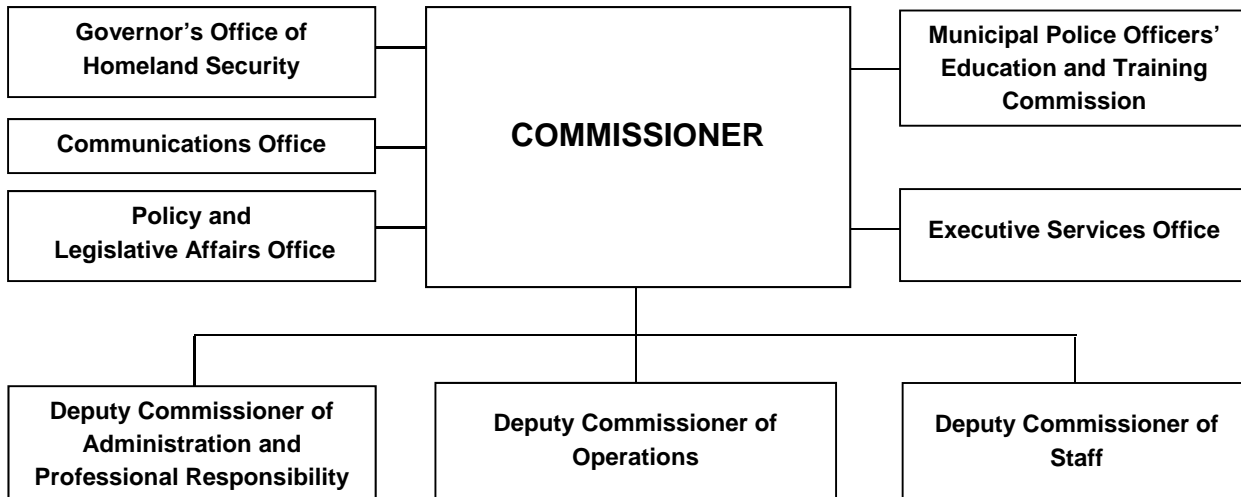 Governor’s Office of
Homeland Security
Communications Office
Policy and
Legislative Affairs Office
COMMISSIONER
Municipal Police Officers’
Education and Training
Commission
Executive Services Office
Deputy Commissioner of
Administration and
Professional Responsibility
Deputy Commissioner of
Operations
Deputy Commissioner of
Staff